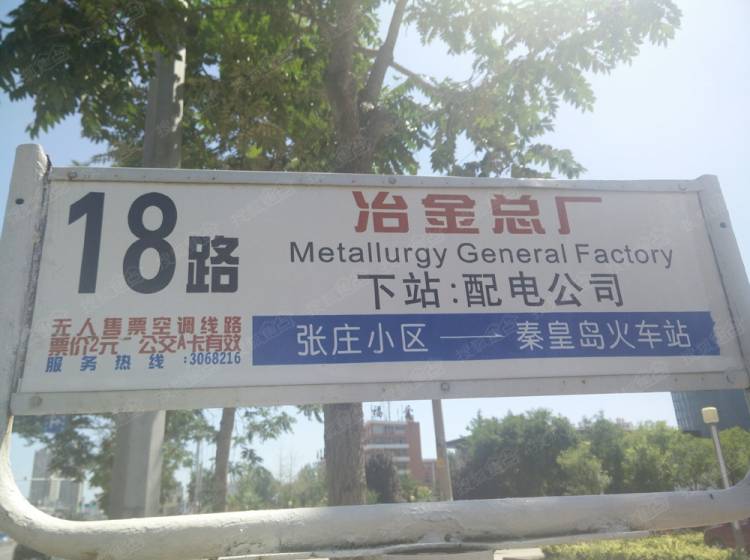 18路
冶金总厂
Metallurgy General Factory
下站:配电公司
无人售票空调线路
票价2元 公交A卡有效
服务热线:3068216
张庄小区 → 秦皇岛火车站